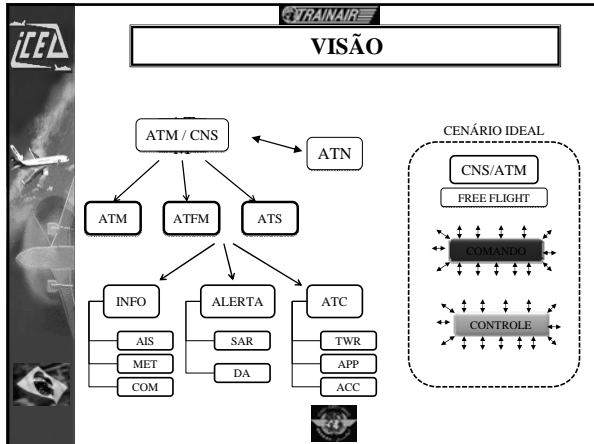 TRAINAIR
ICEA
VISÃO
ATM / CNS
ATN
ATM
ATFM
ATS
INFO
ALERTA
ATC
AIS
MET
COM
SAR
DA
TWR
APP
ACC
CENÁRIO IDEAL
CNS/ATM
FREE FLIGHT
COMANDO
CONTROLE